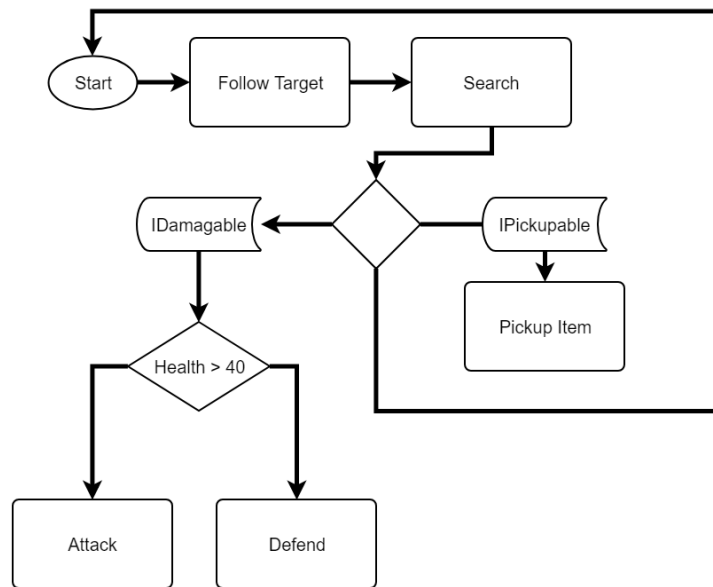 Start
Follow Target
Search
IDamagable
IPickupable
Pickup Item
Health > 40
Attack
Defend